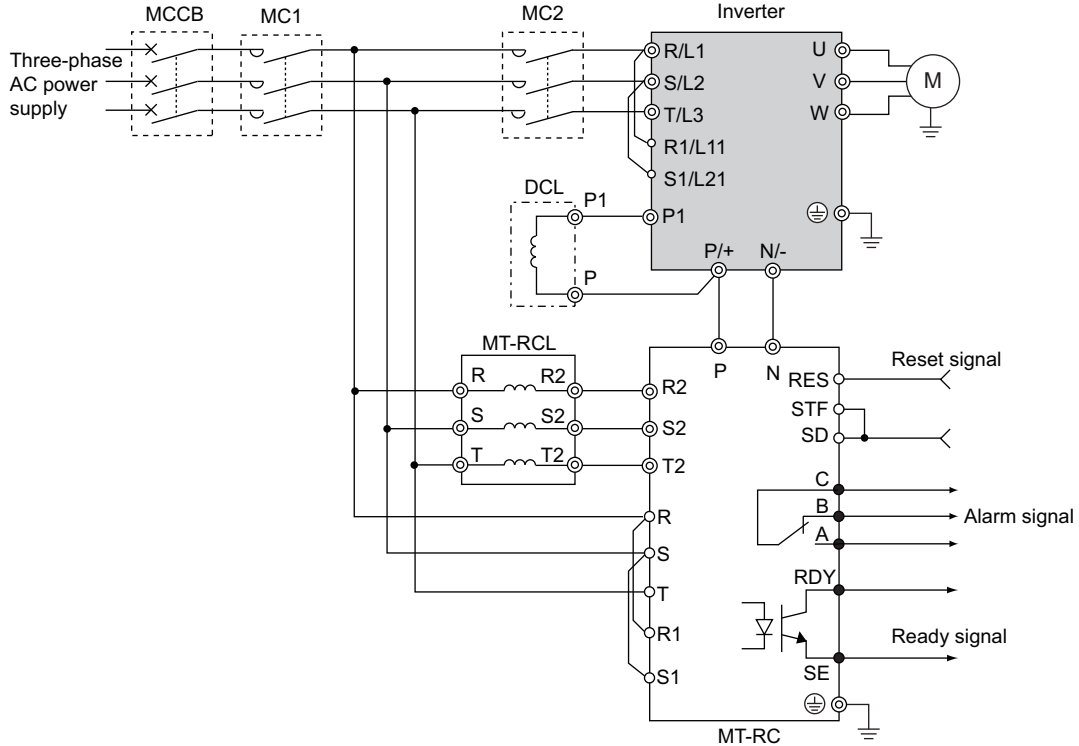 MCCB
MC1
MC2
Inverter
Three-phase
AC power
supply
R/L1
S/L2
T/L3
R1/L11
S1/L21
P1
P/+
N/-
U
V
W
M
DCL
P1
P
MT-RCL
R
R2
S
S2
T
T2
P
N
R2
S2
T2
R
S
T
R1
S1
RES
STF
SD
C
B
A
RDY
SE
Reset signal
Alarm signal
Ready signal
MT-RC